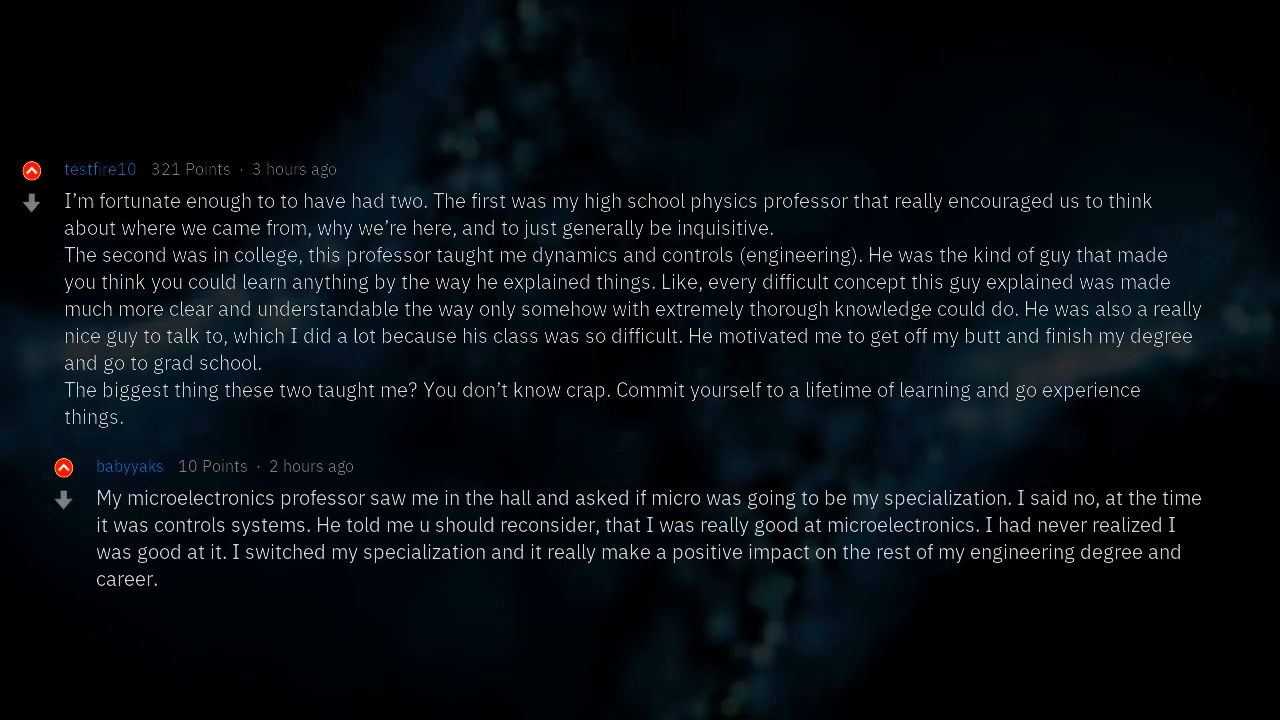 testfire10 321 Points · 3 hours ago
I'm fortunate enough to to have had two. The first was my high school physics professor that really encouraged us to think
about where we came from, why we're here, and to just generally be inquisitive.
The second was in college, this professor taught me dynamics and controls (engineering). He was the kind of guy that made
you think you could learn anything by the way he explained things. Like, every difficult concept this guy explained was made
much more clear and understandable the way only somehow with extremely thorough knowledge could do. He was also a really
nice guy to talk to, which I did a lot because his class was so difficult. He motivated me to get off my butt and finish my degree
and go to grad school.
The biggest thing these two taught me? You don't know crap. Commit yourself to a lifetime of learning and go experience
things.
babyyaks 10 Points · 2 hours ago
My microelectronics professor saw me in the hall and asked if micro was going to be my specialization. I said no, at the time
it was controls systems. He told me u should reconsider, that I was really good at microelectronics. I had never realized I
was good at it. I switched my specialization and it really make a positive impact on the rest of my engineering degree and
career.